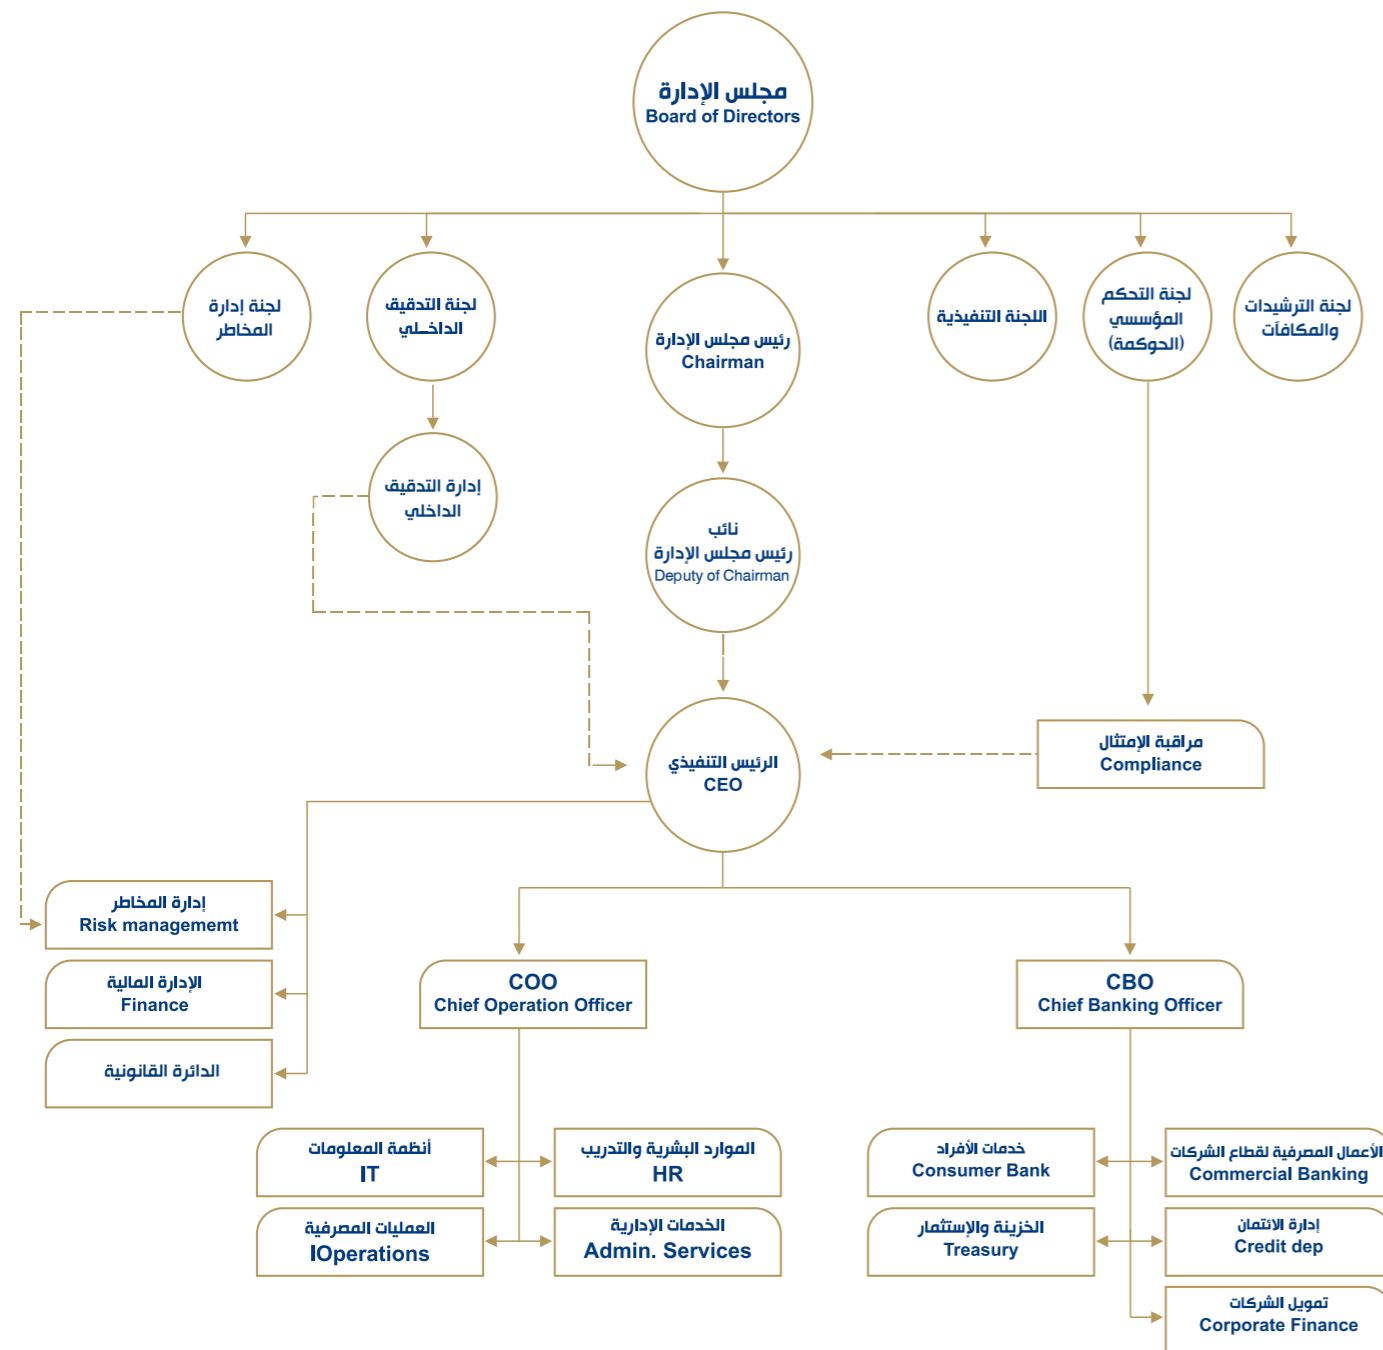 مجلس الإدارة
Board of Directors
لجنة إدارة
المخاطر
لجنة التدقيق
الداخـلي
رئيس مجلس الإدارة
Chairman
اللجنة التنفيذية
لجنة التحكم
المؤسسي
(الحوكمة)
لجنة الترشيدات
والمكافآت
إدارة التدقيق
الداخلي
نائب
رئيس مجلس الإدارة
Deputy of Chairman
الرئيس التنفيذي
CEO
مراقبة الإمتثال
Compliance
إدارة المخاطر
Risk managememt
الإدارة المالية
Finance
الدائرة القانونية
COO
Chief Operation Officer
CBO
Chief Banking Officer
أنظمة المعلومات
IT
الموارد البشرية والتدريب
HR
العمليات المصرفية
IOperations
الخدمات الإدارية
Admin. Services
خدمات الأفراد
Consumer Bank
الأعمال المصرفية لقطاع الشركات
Commercial Banking
الخزينة والإستثمار
Treasury
إدارة الائتمان
Credit dep
تمويل الشركات
Corporate Finance